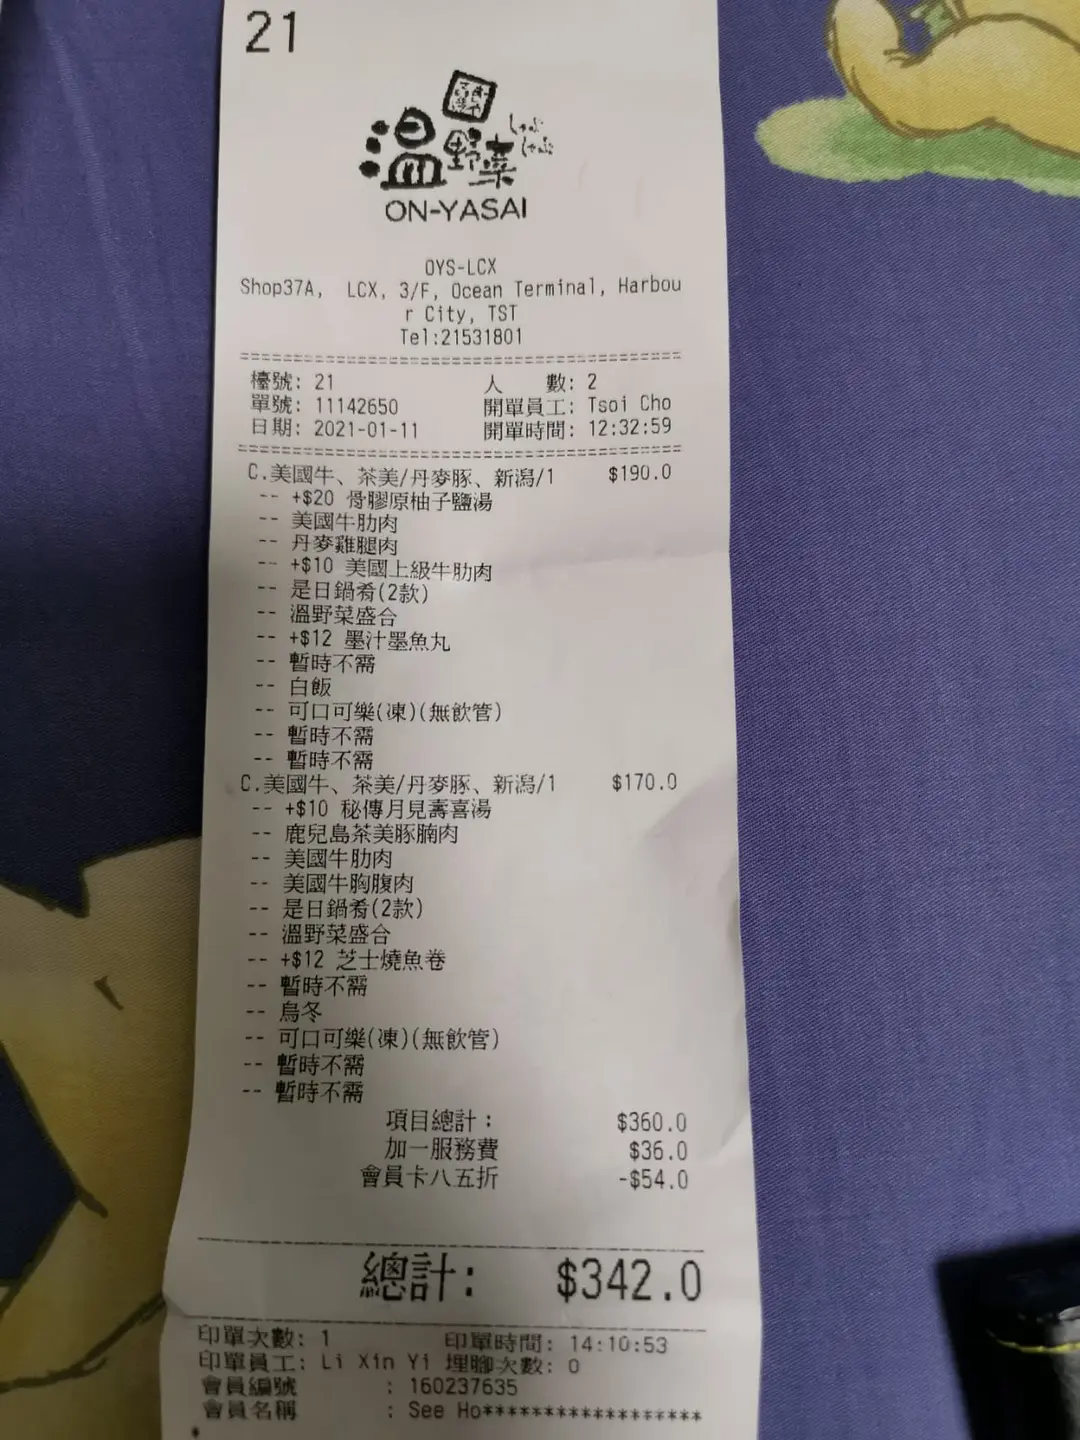 21
温野菜
しゃぶ
しゃぶ
ON-YASAI
OYS-LCX
Shop37A, LCX, 3/F, Ocean Terminal, Harbou
r City, TST
Tel:21531801
檯號: 21 人 數: 2
單號: 11142650 開單員工: Tsoi Cho
日期: 2021-01-11 開單時間: 12:32:59
C.美國牛、茶美/丹麥豚、新潟/1 $190.0
-- +$20 骨膠原柚子鹽湯
-- 美國牛肋肉
-- 丹麥雞腿肉
-- +$10 美國上級牛肋肉
-- 是日鍋肴(2款)
-- 溫野菜盛合
-- +$12 墨汁墨魚丸
-- 暫時不需
-- 白飯
-- 可口可樂(凍)(無飲管)
-- 暫時不需
-- 暫時不需
C.美國牛、茶美/丹麥豚、新潟/1 $170.0
-- +$10 秘傳月見壽喜湯
-- 鹿兒島茶美豚腩肉
-- 美國牛肋肉
-- 美國牛胸腹肉
-- 是日鍋肴(2款)
-- 溫野菜盛合
-- +$12 芝士燒魚卷
-- 暫時不需
-- 烏冬
-- 可口可樂(凍)(無飲管)
-- 暫時不需
-- 暫時不需
項目總計: $360.0
加一服務費 $36.0
會員卡八五折 -$54.0
總計: $342.0
印單次數: 1 印單時間: 14:10:53
印單員工: Li Xin Yi 埋腳次數: 0
會員編號 : 160237635
會員名稱 : See Ho******************
*